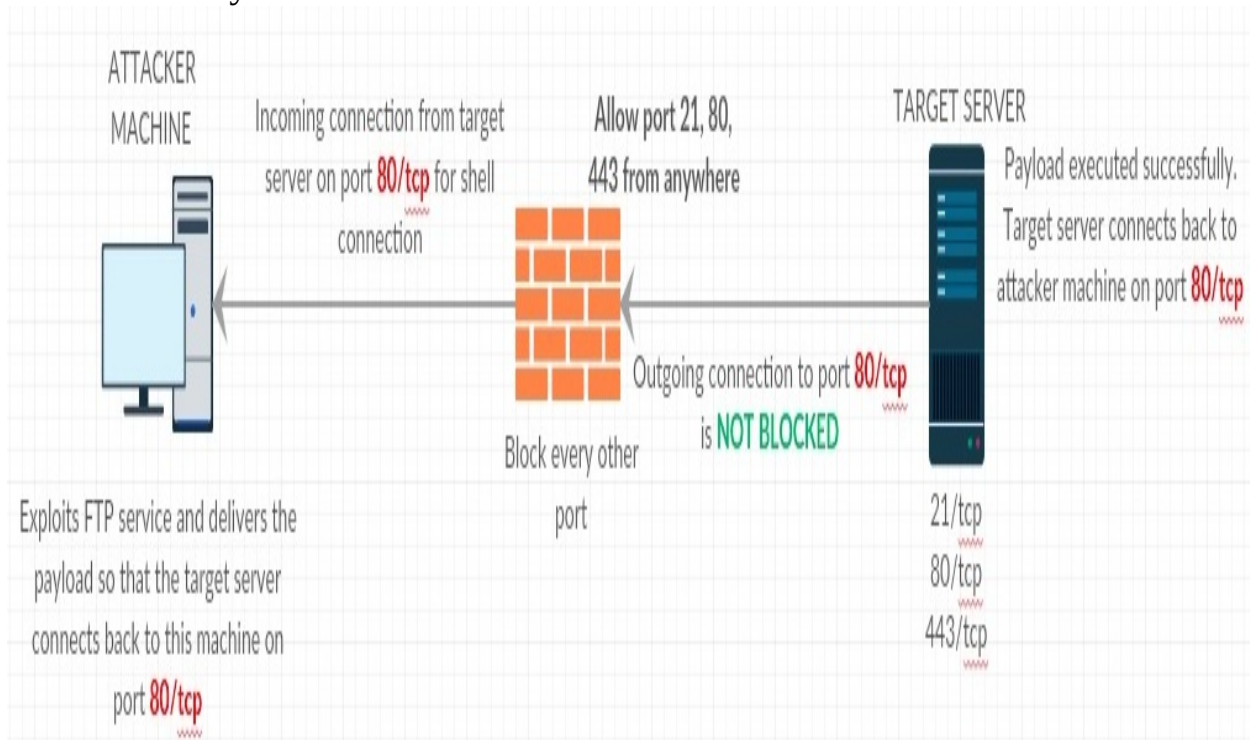 ATTACKER
MACHINE
Incoming connection from target
server on port 80/tcp for shell
connection
Allow port 21, 80,
443 from anywhere
TARGET SERVER
Payload executed successfully.
Target server connects back to
attacker machine on port 80/tcp
Outgoing connection to port 80/tcp
is NOT BLOCKED
Block every other
port
Exploits FTP service and delivers the
payload so that the target server
connects back to this machine on
port 80/tcp
21/tcp
80/tcp
443/tcp